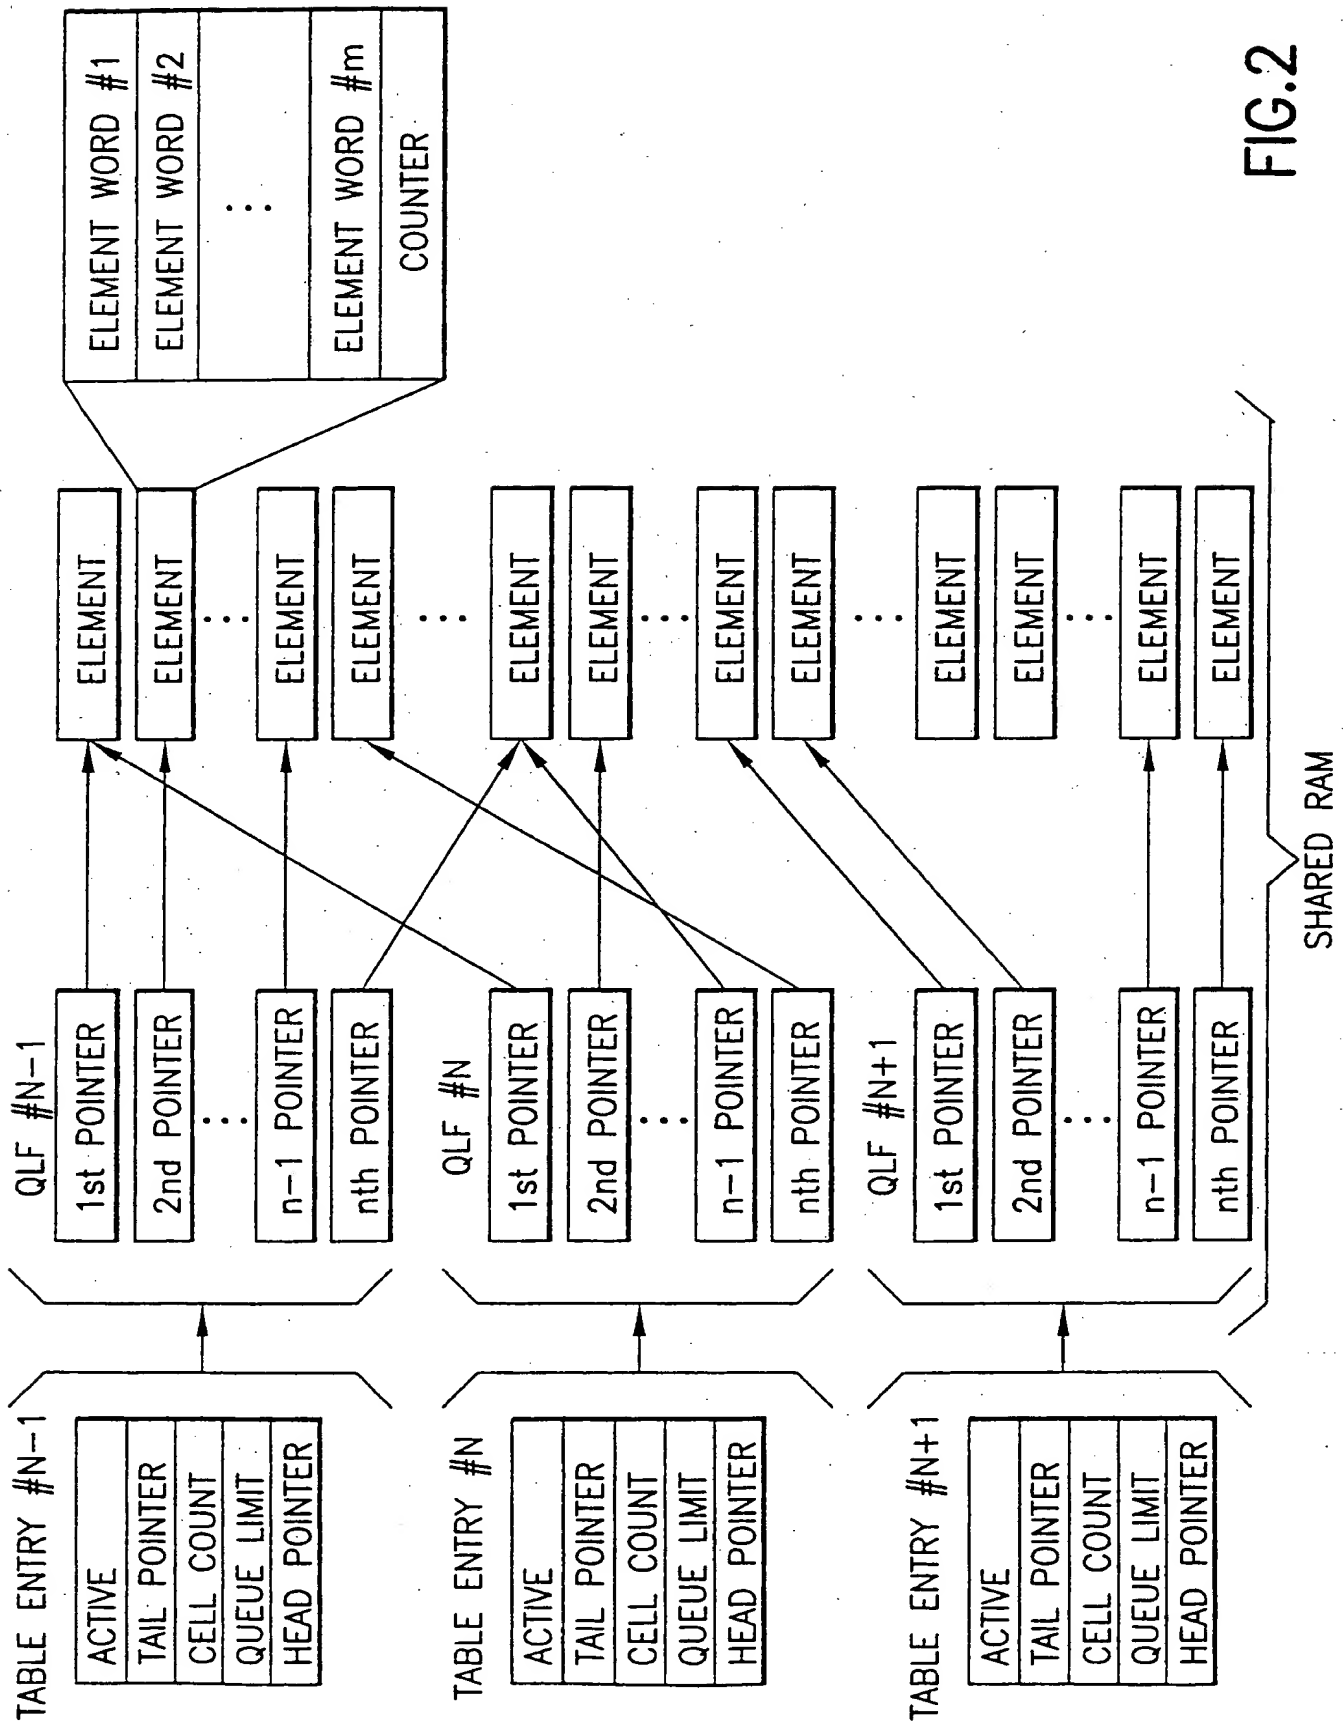 TABLE ENTRY #N-1
ACTIVE
TAIL POINTER
CELL COUNT
QUEUE LIMIT
HEAD POINTER
TABLE ENTRY #N
ACTIVE
TAIL POINTER
CELL COUNT
QUEUE LIMIT
HEAD POINTER
TABLE ENTRY #N+1
ACTIVE
TAIL POINTER
CELL COUNT
QUEUE LIMIT
HEAD POINTER
QLF #N-1
1st POINTER
2nd POINTER
...
n-1 POINTER
nth POINTER
QLF #N
1st POINTER
2nd POINTER
...
n-1 POINTER
nth POINTER
QLF #N+1
1st POINTER
2nd POINTER
...
n-1 POINTER
nth POINTER
ELEMENT
ELEMENT
...
ELEMENT
ELEMENT
...
ELEMENT
ELEMENT
...
ELEMENT
ELEMENT
...
ELEMENT
ELEMENT
...
ELEMENT
ELEMENT
ELEMENT WORD #1
ELEMENT WORD #2
...
ELEMENT WORD #m
COUNTER
SHARED RAM
FIG.2